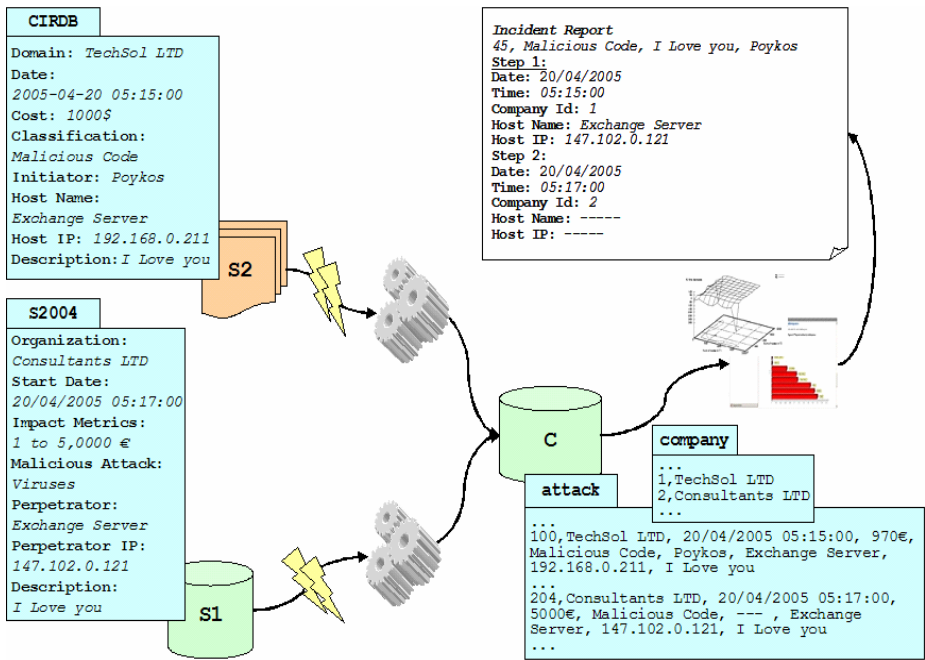 CIRDB
Domain: TechSol LTD
Date:
2005-04-20 05:15:00
Cost: 1000$
Classification:
Malicious Code
Initiator: Poykos
Host Name:
Exchange Server
Host IP: 192.168.0.211
Description:I Love you
S2
S2004
Organization:
Consultants LTD
Start Date:
20/04/2005 05:17:00
Impact Metrics:
1 to 5,0000 €
Malicious Attack:
Viruses
Perpetrator:
Exchange Server
Perpetrator IP:
147.102.0.121
Description:
I Love you
S1
Incident Report
45, Malicious Code, I Love you, Poykos
Step 1:
Date: 20/04/2005
Time: 05:15:00
Company Id: 1
Host Name: Exchange Server
Host IP: 147.102.0.121
Step 2:
Date: 20/04/2005
Time: 05:17:00
Company Id: 2
Host Name: -----
Host IP: -----
C
company
...
1,TechSol LTD
2,Consultants LTD
...
attack
...
100,TechSol LTD, 20/04/2005 05:15:00, 970€,
Malicious Code, Poykos, Exchange Server,
192.168.0.211, I Love you
...
204,Consultants LTD, 20/04/2005 05:17:00,
5000€, Malicious Code, --- , Exchange
Server, 147.102.0.121, I Love you
...